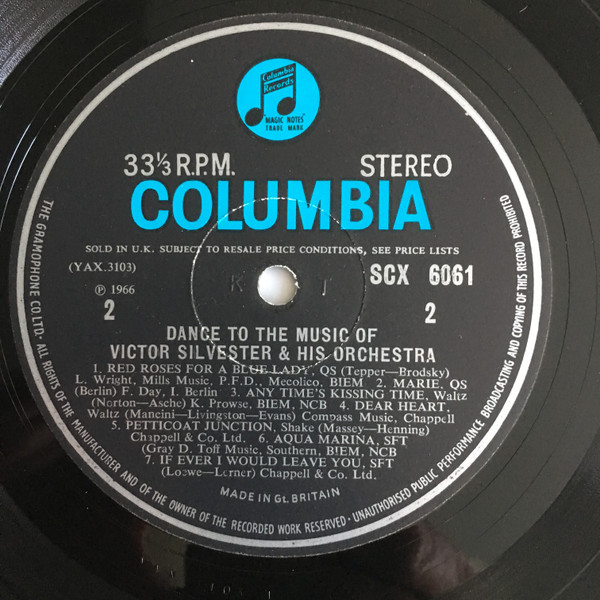 Columbia
Records
MAGIC NOTES
TRADE MARK
33⅓ R.P.M. STEREO
COLUMBIA
SOLD IN U.K. SUBJECT TO RESALE PRICE CONDITIONS, SEE PRICE LISTS
(YAX.3103) SCX 6061
℗ 1966 K T
2 2
DANCE TO THE MUSIC OF
VICTOR SILVESTER & HIS ORCHESTRA
1. RED ROSES FOR A BLUE LADY, QS (Tepper—Brodsky)
L. Wright, Mills Music, P.F.D., Mecolico, BIEM 2. MARIE, QS
(Berlin) F. Day, I. Berlin 3. ANY TIME'S KISSING TIME, Waltz
(Norton—Asche) K. Prowse, BIEM, NCB 4. DEAR HEART,
Waltz (Mancini—Livingston—Evans) Compass Music, Chappell
5. PETTICOAT JUNCTION, Shake (Massey—Henning)
Chappell & Co. Ltd. 6. AQUA MARINA, SFT
(Gray D. Toff Music, Southern, BIEM, NCB
7. IF EVER I WOULD LEAVE YOU, SFT
(Loewe—Lerner) Chappell & Co. Ltd.
MADE IN Gt. BRITAIN
THE GRAMOPHONE CO. LTD. - ALL RIGHTS OF THE MANUFACTURER AND OF THE OWNER OF THE RECORDED WORK RESERVED - UNAUTHORISED PUBLIC PERFORMANCE BROADCASTING AND COPYING OF THIS RECORD PROHIBITED